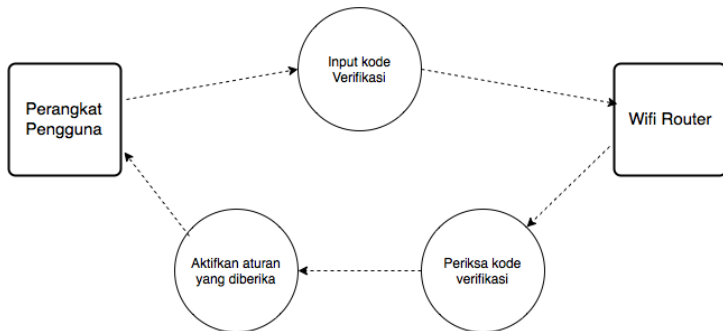 Input kode
Verifikasi
Perangkat
Pengguna
Wifi Router
Aktifkan aturan
yang diberika
Periksa kode
verifikasi